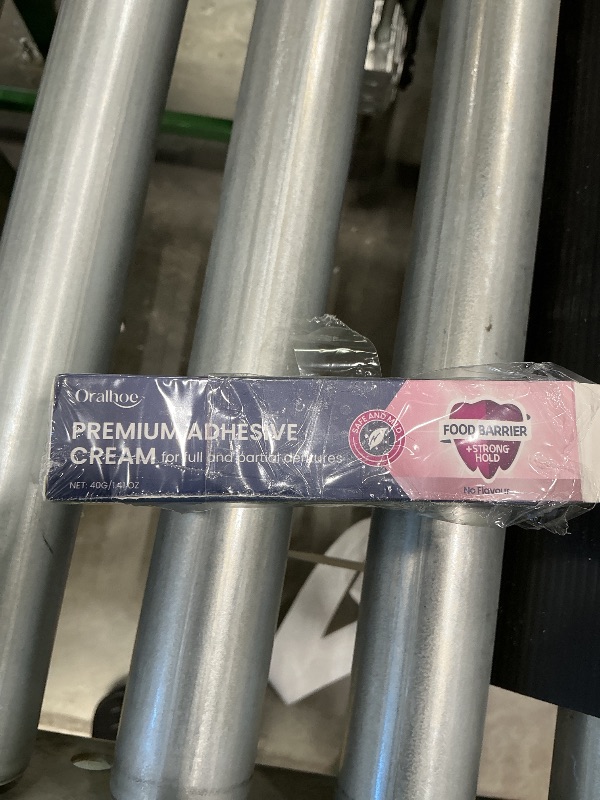 Oralhoe
PREMIUM ADHESIVE
CREAM for full and partial dentures
NET: 40G/1.41OZ
SAFE AND MILD
FOOD BARRIER
+STRONG
HOLD
No Flavour